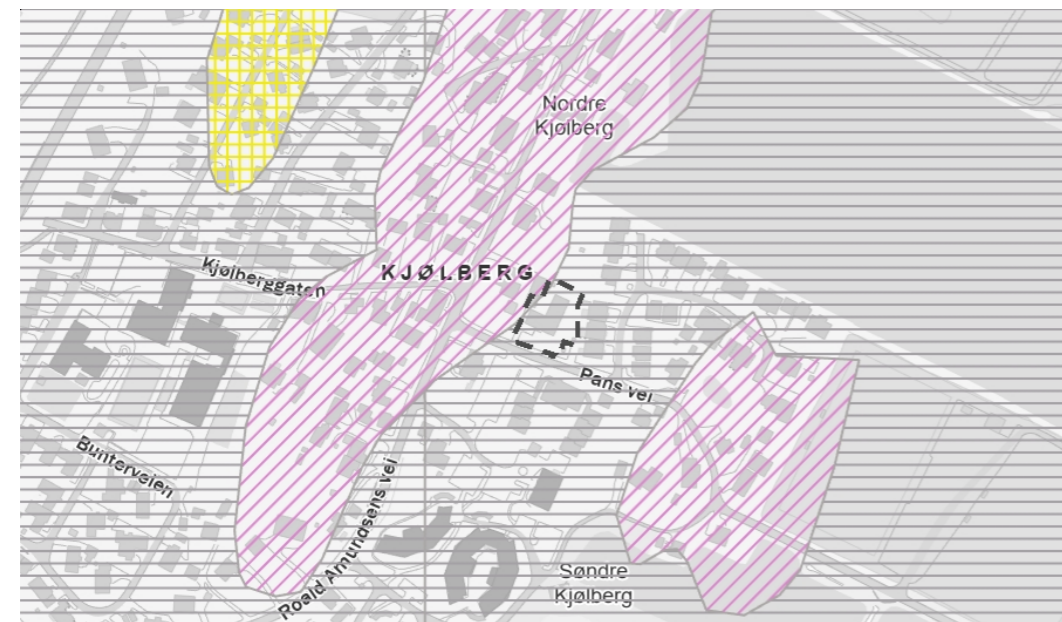 Nordre
Kjølberg
Kjølberggaten
KJØLBERG
Pans vei
Bunterveien
Roald Amundsens vei
Søndre
Kjølberg